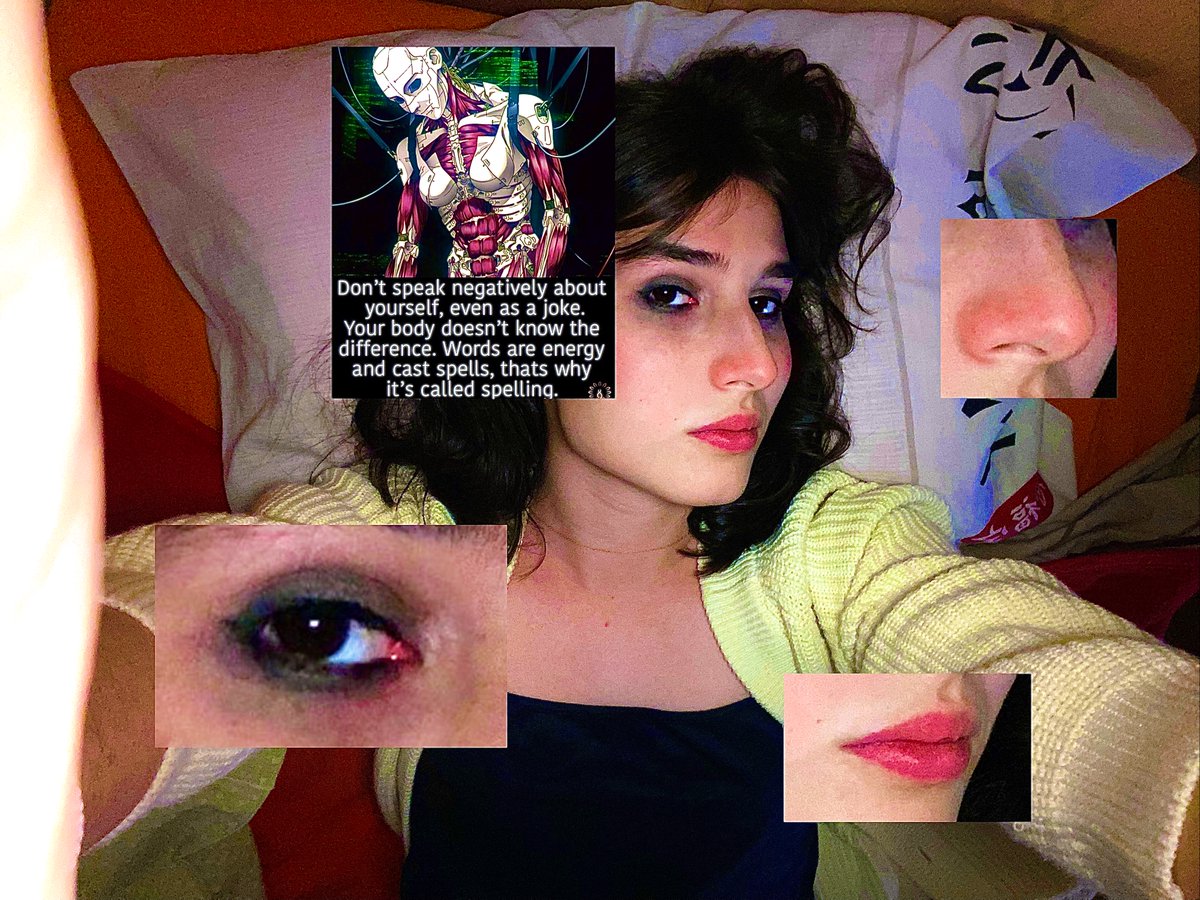 Don't speak negatively about
yourself, even as a joke.
Your body doesn't know the
difference. Words are energy
and cast spells, thats why
it's called spelling.
福